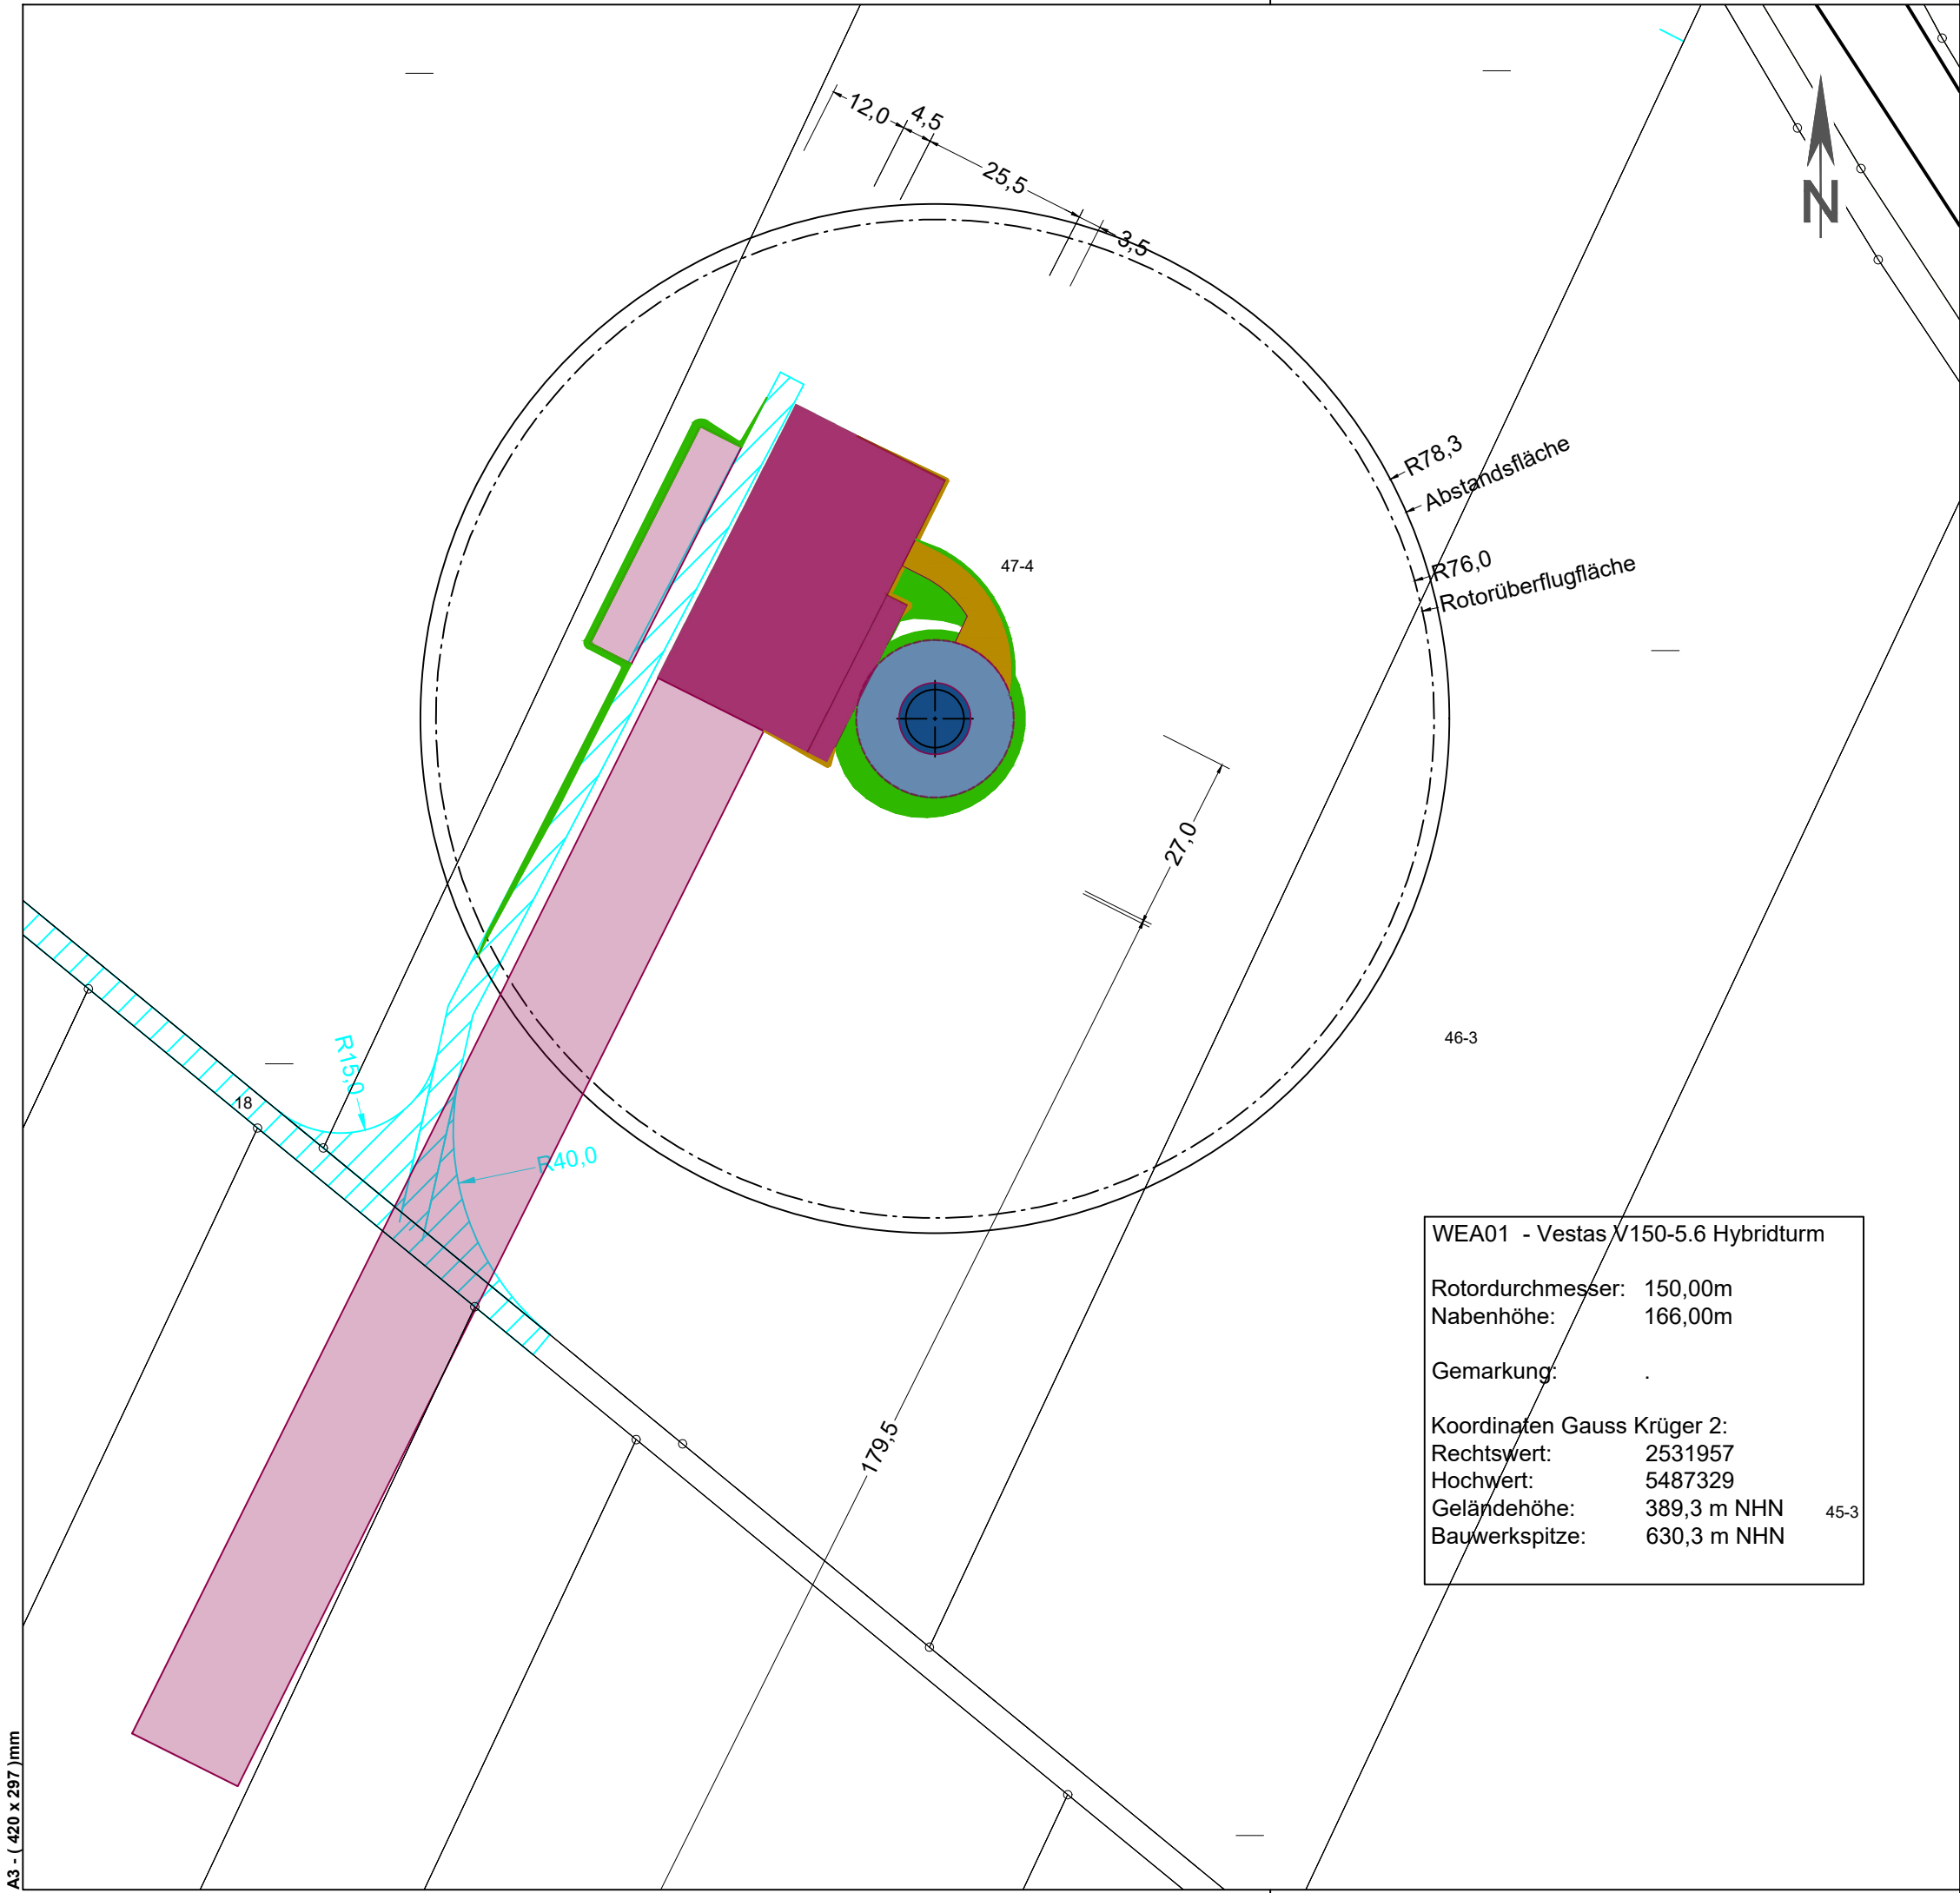 12,0
4,5
25,5
3,5
N
R78,3
Abstandsfläche
R76,0
Rotorüberflugfläche
47-4
27,0
46-3
R15,0
18
R40,0
179,5
WEA01 - Vestas V150-5.6 Hybridturm
Rotordurchmesser: 150,00m
Nabenhöhe: 166,00m
Gemarkung: .
Koordinaten Gauss Krüger 2:
Rechtswert: 2531957
Hochwert: 5487329
Geländehöhe: 389,3 m NHN
45-3
Bauwerkspitze: 630,3 m NHN
A3 - ( 420 x 297 )mm